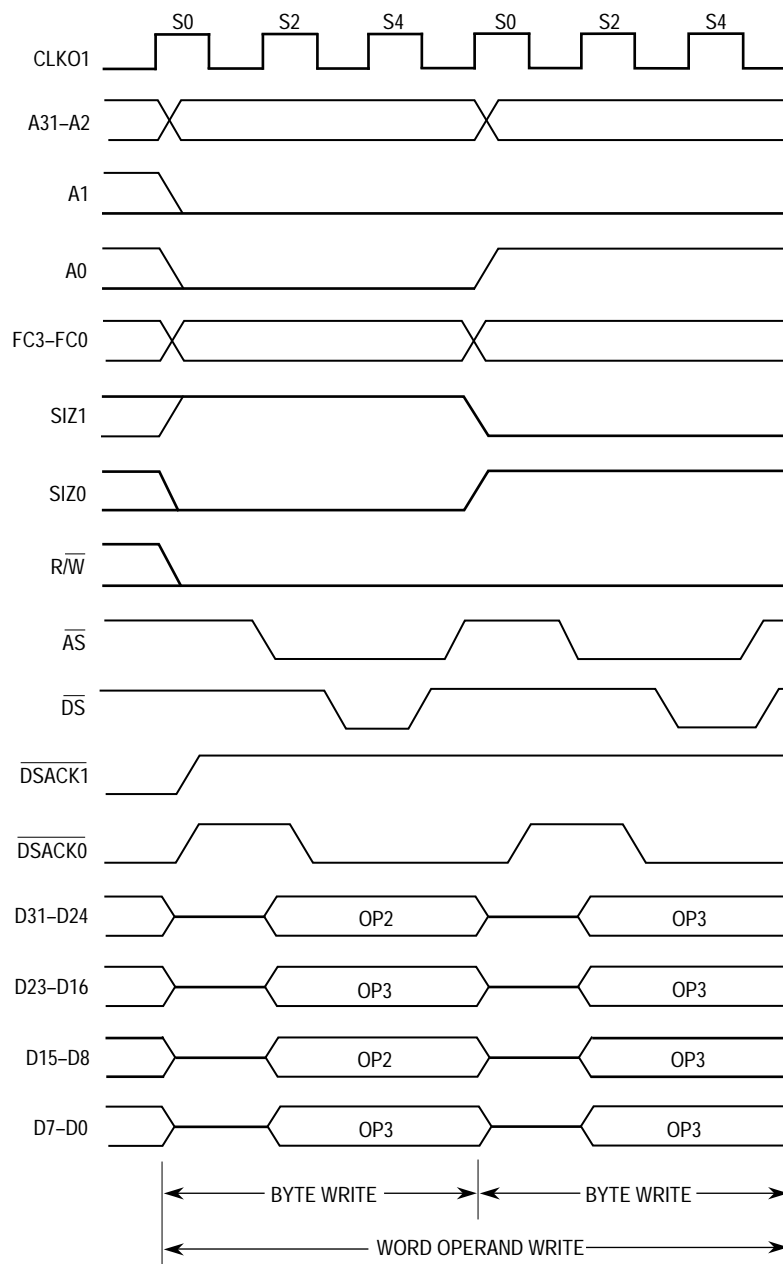 S0 S2 S4 S0 S2 S4
CLKO1
A31–A2
A1
A0
FC3–FC0
SIZ1
SIZ0
R/W
AS
DS
DSACK1
DSACK0
D31–D24 OP2 OP3
D23–D16 OP3 OP3
D15–D8 OP2 OP3
D7–D0 OP3 OP3
BYTE WRITE BYTE WRITE
WORD OPERAND WRITE